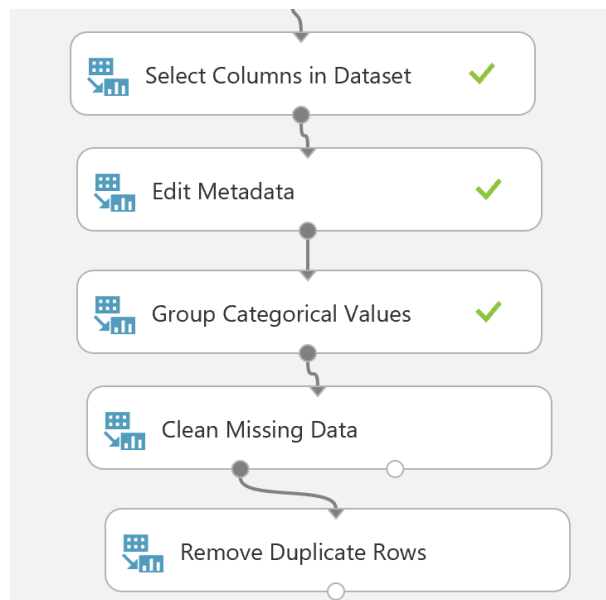 Select Columns in Dataset
Edit Metadata
Group Categorical Values
Clean Missing Data
Remove Duplicate Rows